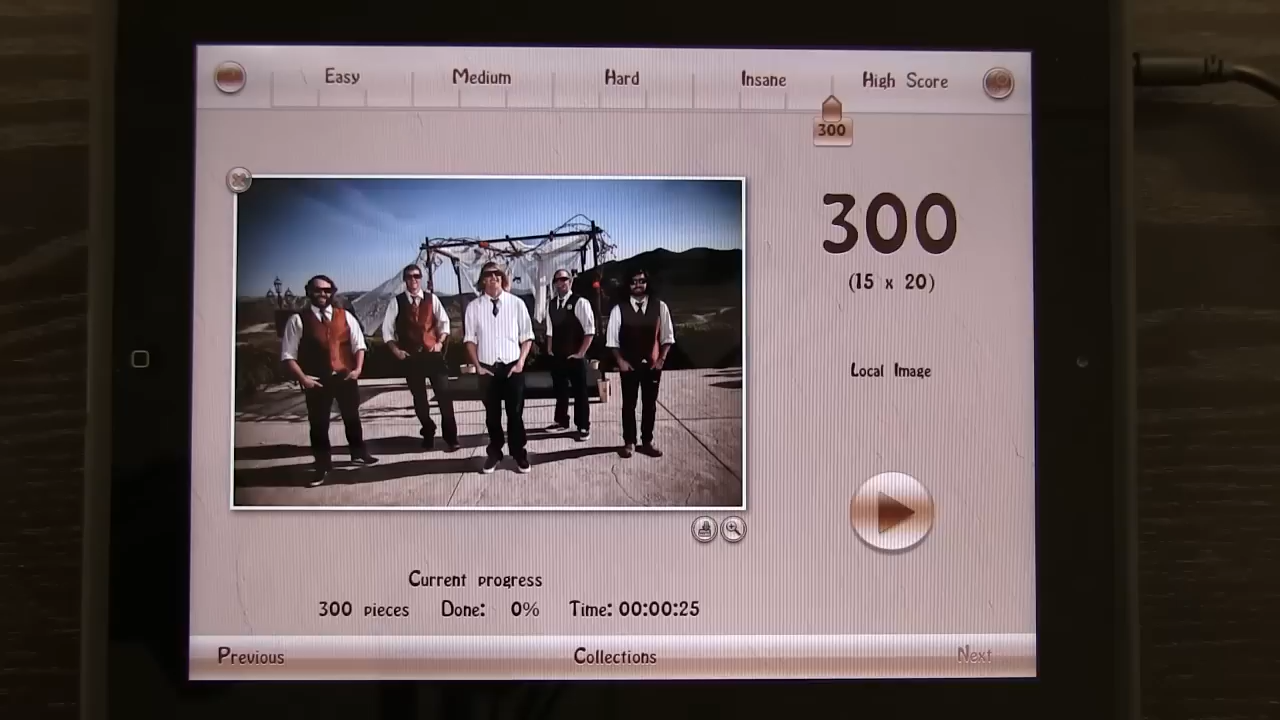 Easy Medium Hard Insane High Score
300
300
(15 x 20)
Local Image
Current progress
300 pieces Done: 0% Time: 00:00:25
Previous Collections Next